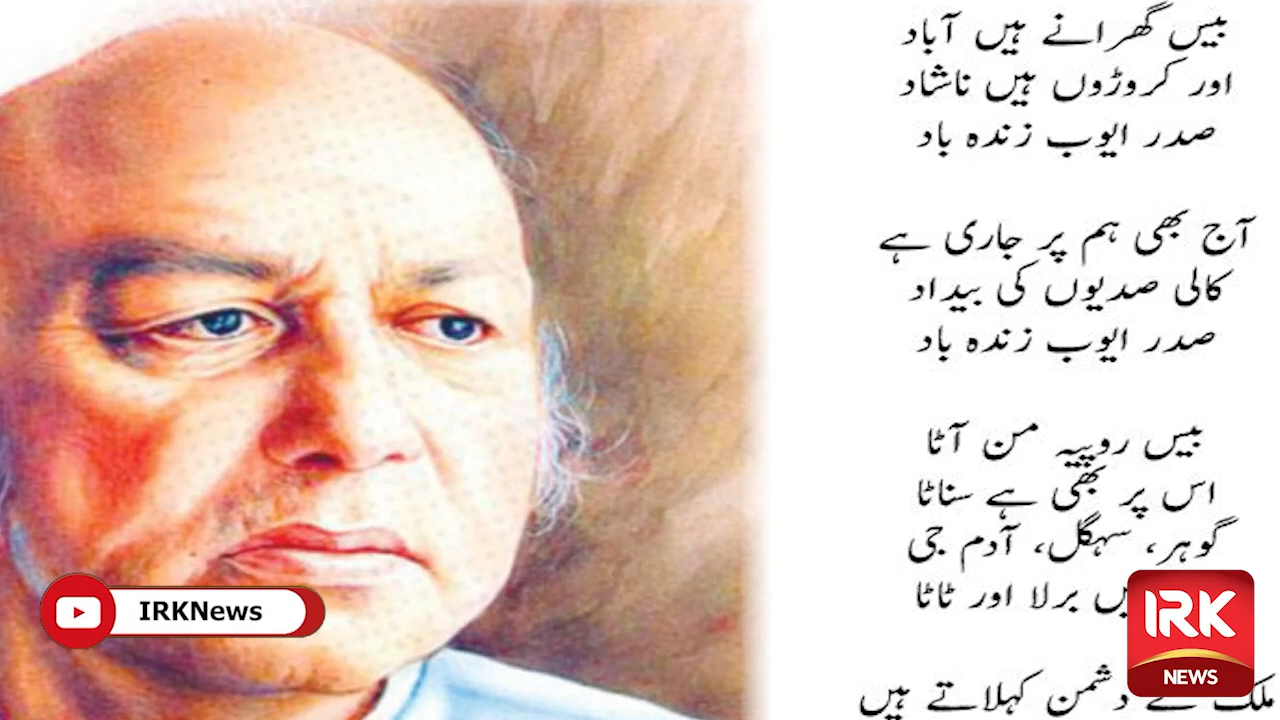 بیس گھرانے ہیں آباد
اور کروڑوں ہیں ناشاد
صدر ایوب زندہ باد
آج بھی ہم پر جاری ہے
کالی صدیوں کی بیداد
صدر ایوب زندہ باد
بیس روپیہ من آٹا
اس پر بھی ہے سناٹا
گوہر، سہگل، آدم جی
برلا اور ٹاٹا
ملک کے دشمن کہلاتے ہیں
IRKNews
IRK
NEWS